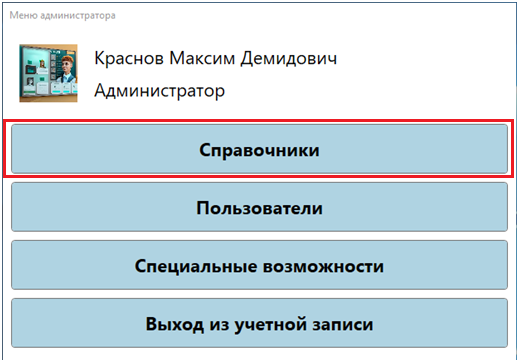 Меню администратора
Краснов Максим Демидович
Администратор
Справочники
Пользователи
Специальные возможности
Выход из учетной записи